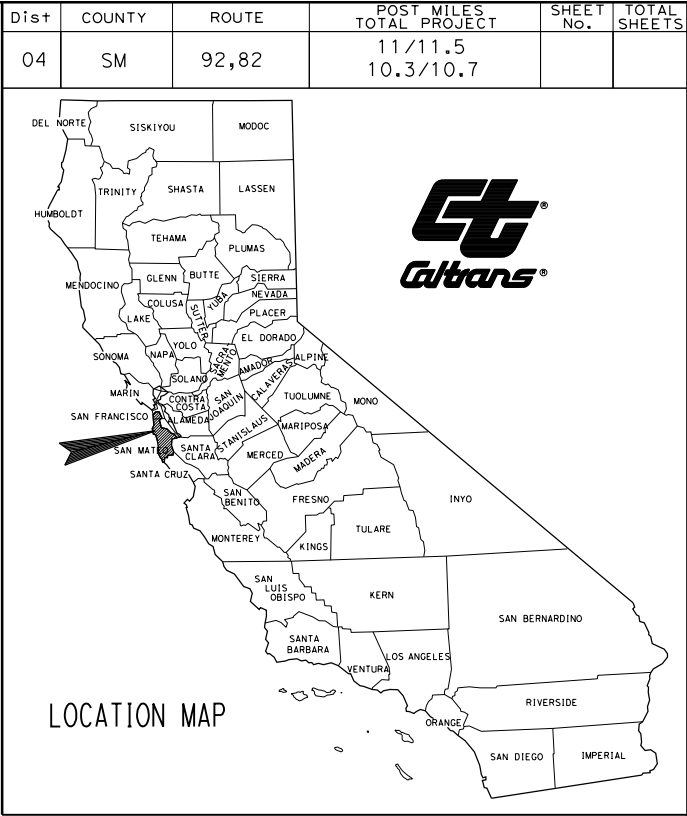 Dist COUNTY ROUTE POST MILES TOTAL PROJECT SHEET No. TOTAL SHEETS
04 SM 92,82 11/11.5
10.3/10.7
DEL NORTE
SISKIYOU
MODOC
TRINITY
SHASTA
LASSEN
HUMBOLDT
TEHAMA
PLUMAS
MENDOCINO
GLENN
BUTTE
SIERRA
COLUSA
SUTTER
YUBA
NEVADA
LAKE
PLACER
SONOMA
NAPA
YOLO
SACRA
MENTO
EL DORADO
AMADOR
ALPINE
SOLANO
MARIN
CONTRA
COSTA
SAN
JOAQUIN
CALAVERAS
TUOLUMNE
MONO
SAN FRANCISCO
ALAMEDA
STANISLAUS
MARIPOSA
SAN MATEO
SANTA
CLARA
MERCED
MADERA
SANTA CRUZ
SAN
BENITO
FRESNO
INYO
MONTEREY
KINGS
TULARE
SAN
LUIS
OBISPO
KERN
SAN BERNARDINO
SANTA
BARBARA
VENTURA
LOS ANGELES
RIVERSIDE
ORANGE
SAN DIEGO
IMPERIAL
Ct ®
Caltrans ®
LOCATION MAP